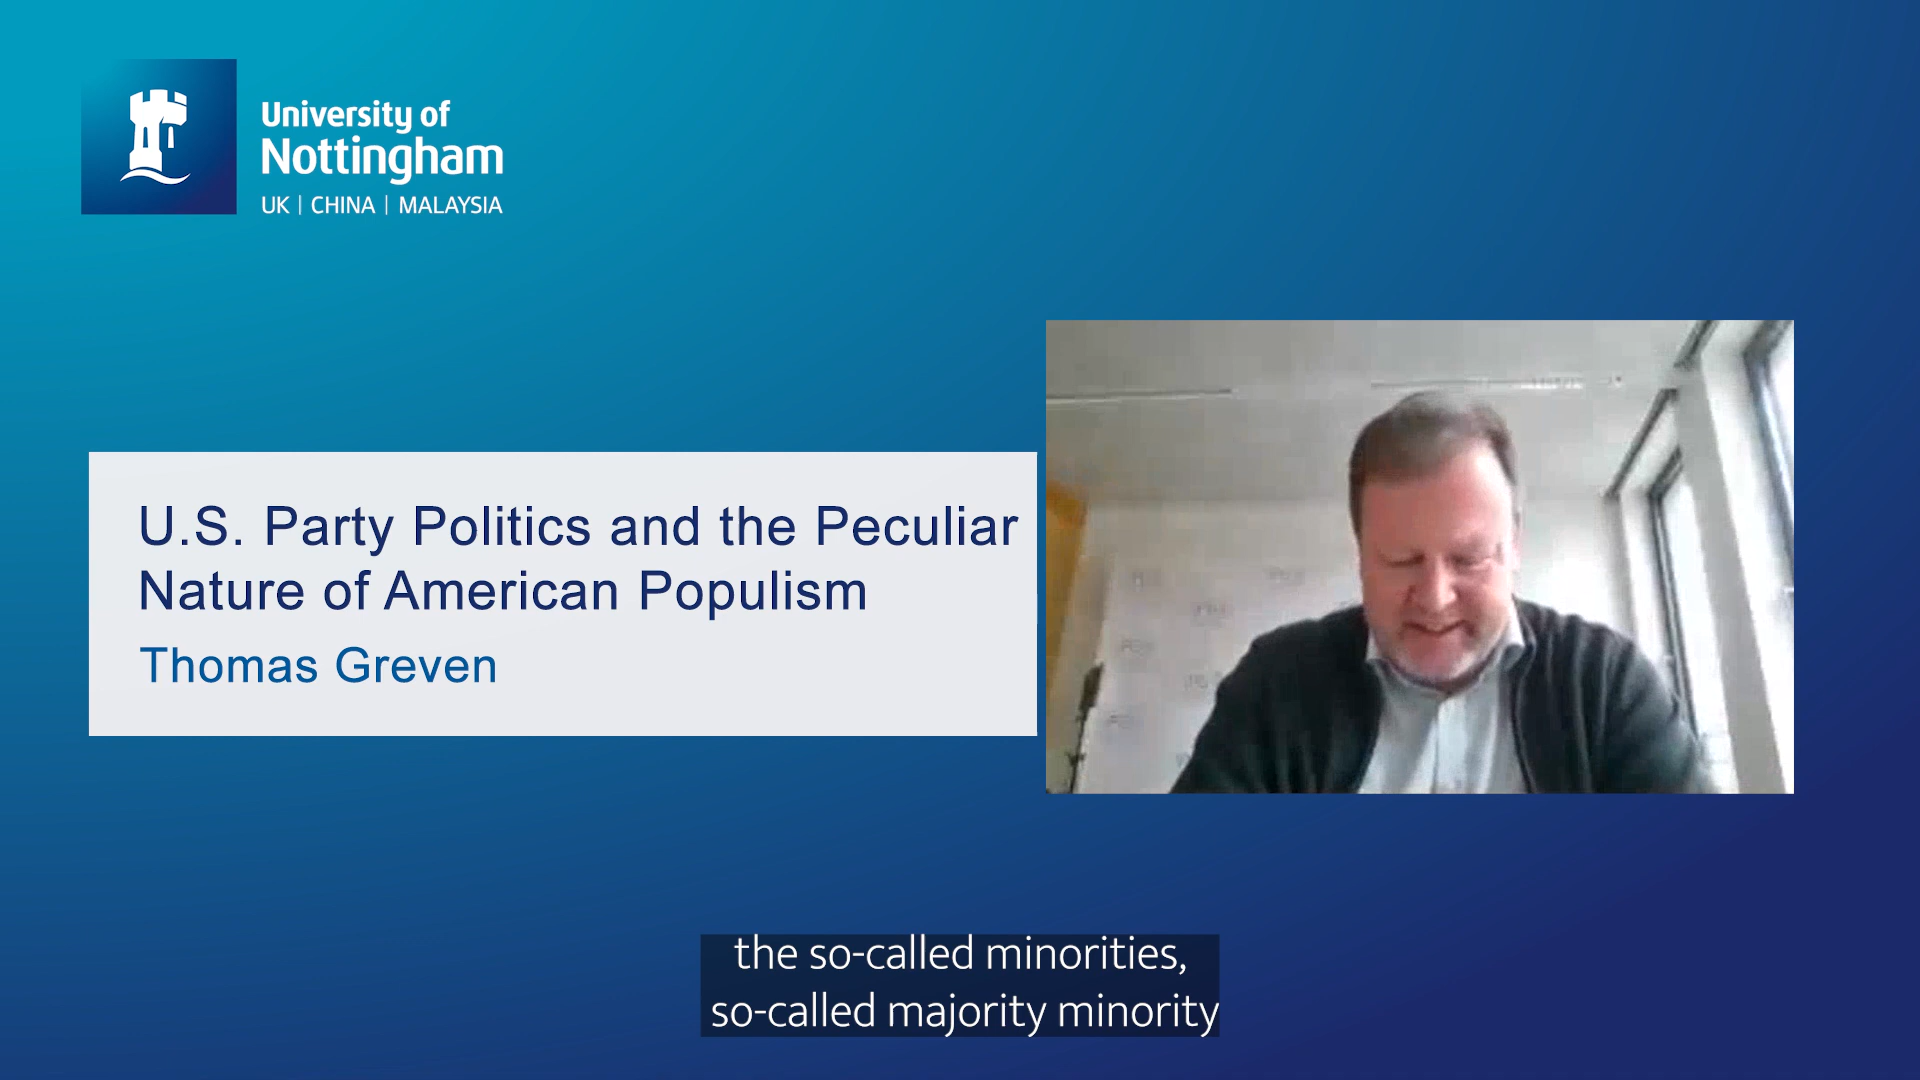 University of
Nottingham
UK | CHINA | MALAYSIA
U.S. Party Politics and the Peculiar
Nature of American Populism
Thomas Greven
the so-called minorities,
so-called majority minority